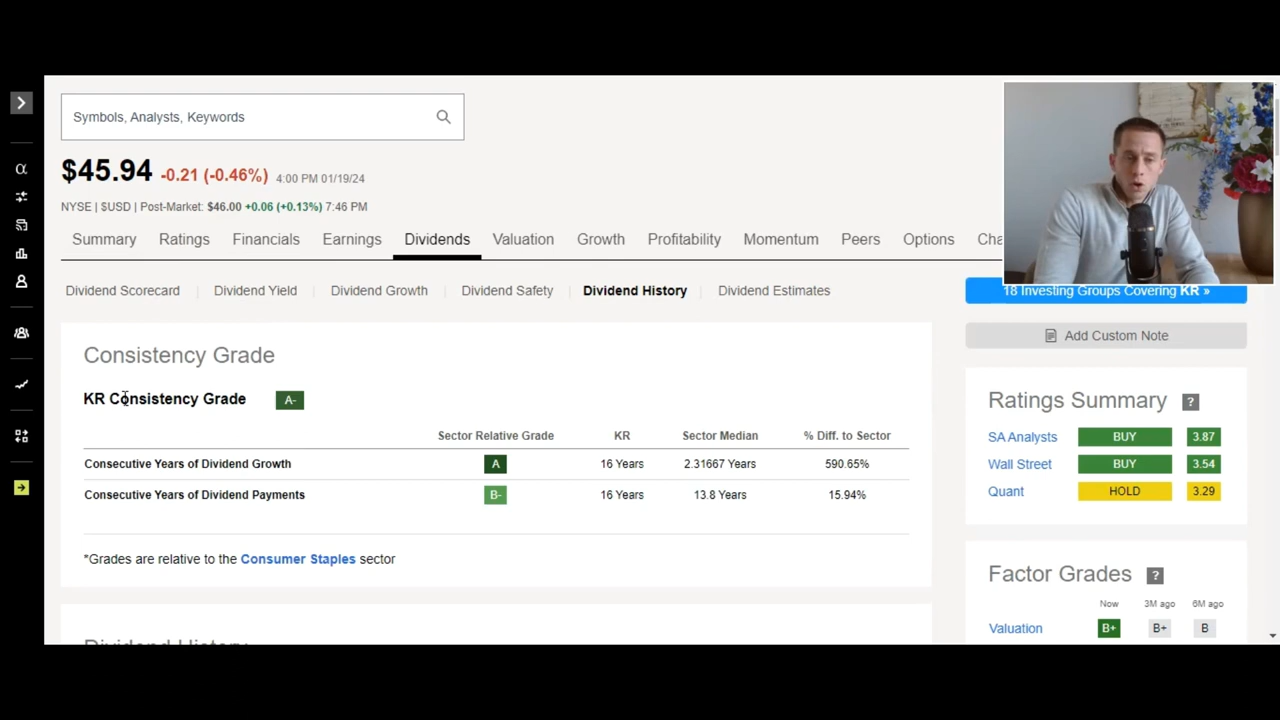 Symbols, Analysts, Keywords
$45.94 -0.21 (-0.46%) 4:00 PM 01/19/24
NYSE | $USD | Post-Market: $46.00 +0.06 (+0.13%) 7:46 PM
Summary Ratings Financials Earnings Dividends Valuation Growth Profitability Momentum Peers Options Cha
Dividend Scorecard Dividend Yield Dividend Growth Dividend Safety Dividend History Dividend Estimates
18 Investing Groups Covering KR »
Add Custom Note
Consistency Grade
KR Consistency Grade A-
Sector Relative Grade KR Sector Median % Diff. to Sector
Consecutive Years of Dividend Growth A 16 Years 2.31667 Years 590.65%
Consecutive Years of Dividend Payments B- 16 Years 13.8 Years 15.94%
*Grades are relative to the Consumer Staples sector
Dividend History
Ratings Summary ?
SA Analysts BUY 3.87
Wall Street BUY 3.54
Quant HOLD 3.29
Factor Grades ?
Now 3M ago 6M ago
Valuation B+ B+ B